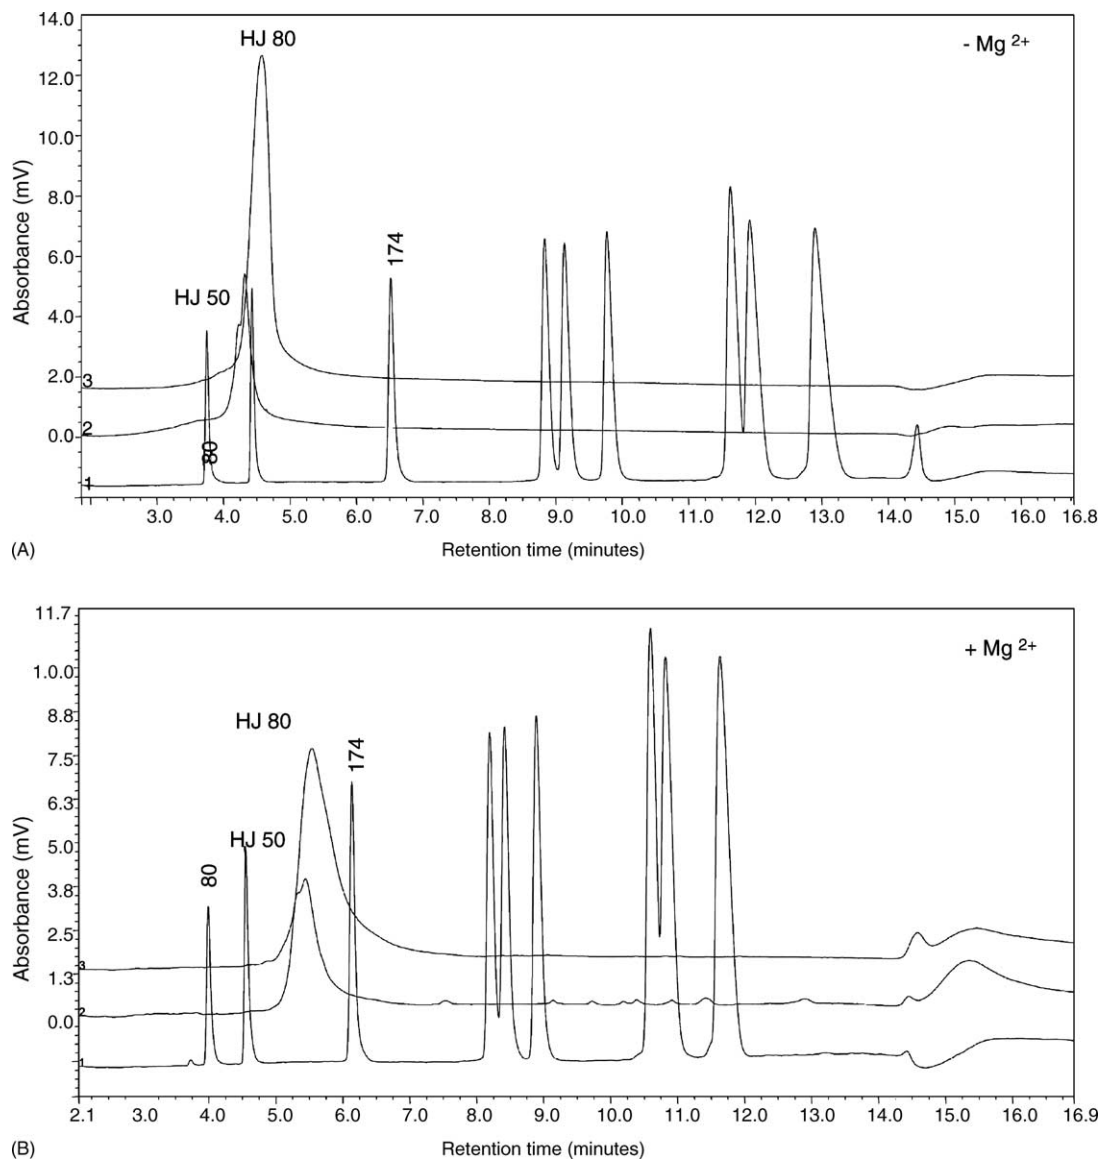 14.0
HJ 80
- Mg 2+
12.0
10.0
8.0
6.0
174
HJ 50
4.0
3
2.0
2
0.0
80
1
Absorbance (mV)
3.0 4.0 5.0 6.0 7.0 8.0 9.0 10.0 11.0 12.0 13.0 14.0 15.0 16.0 16.8
(A)
Retention time (minutes)
11.7
+ Mg 2+
1.0.0
8.8
HJ 80
7.5
174
6.3
HJ 50
5.0
80
3.8
2.5
3
1.3
2
0.0
1
Absorbance (mV)
2.1 3.0 4.0 5.0 6.0 7.0 8.0 9.0 10.0 11.0 12.0 13.0 14.0 15.0 16.0 16.9
(B)
Retention time (minutes)